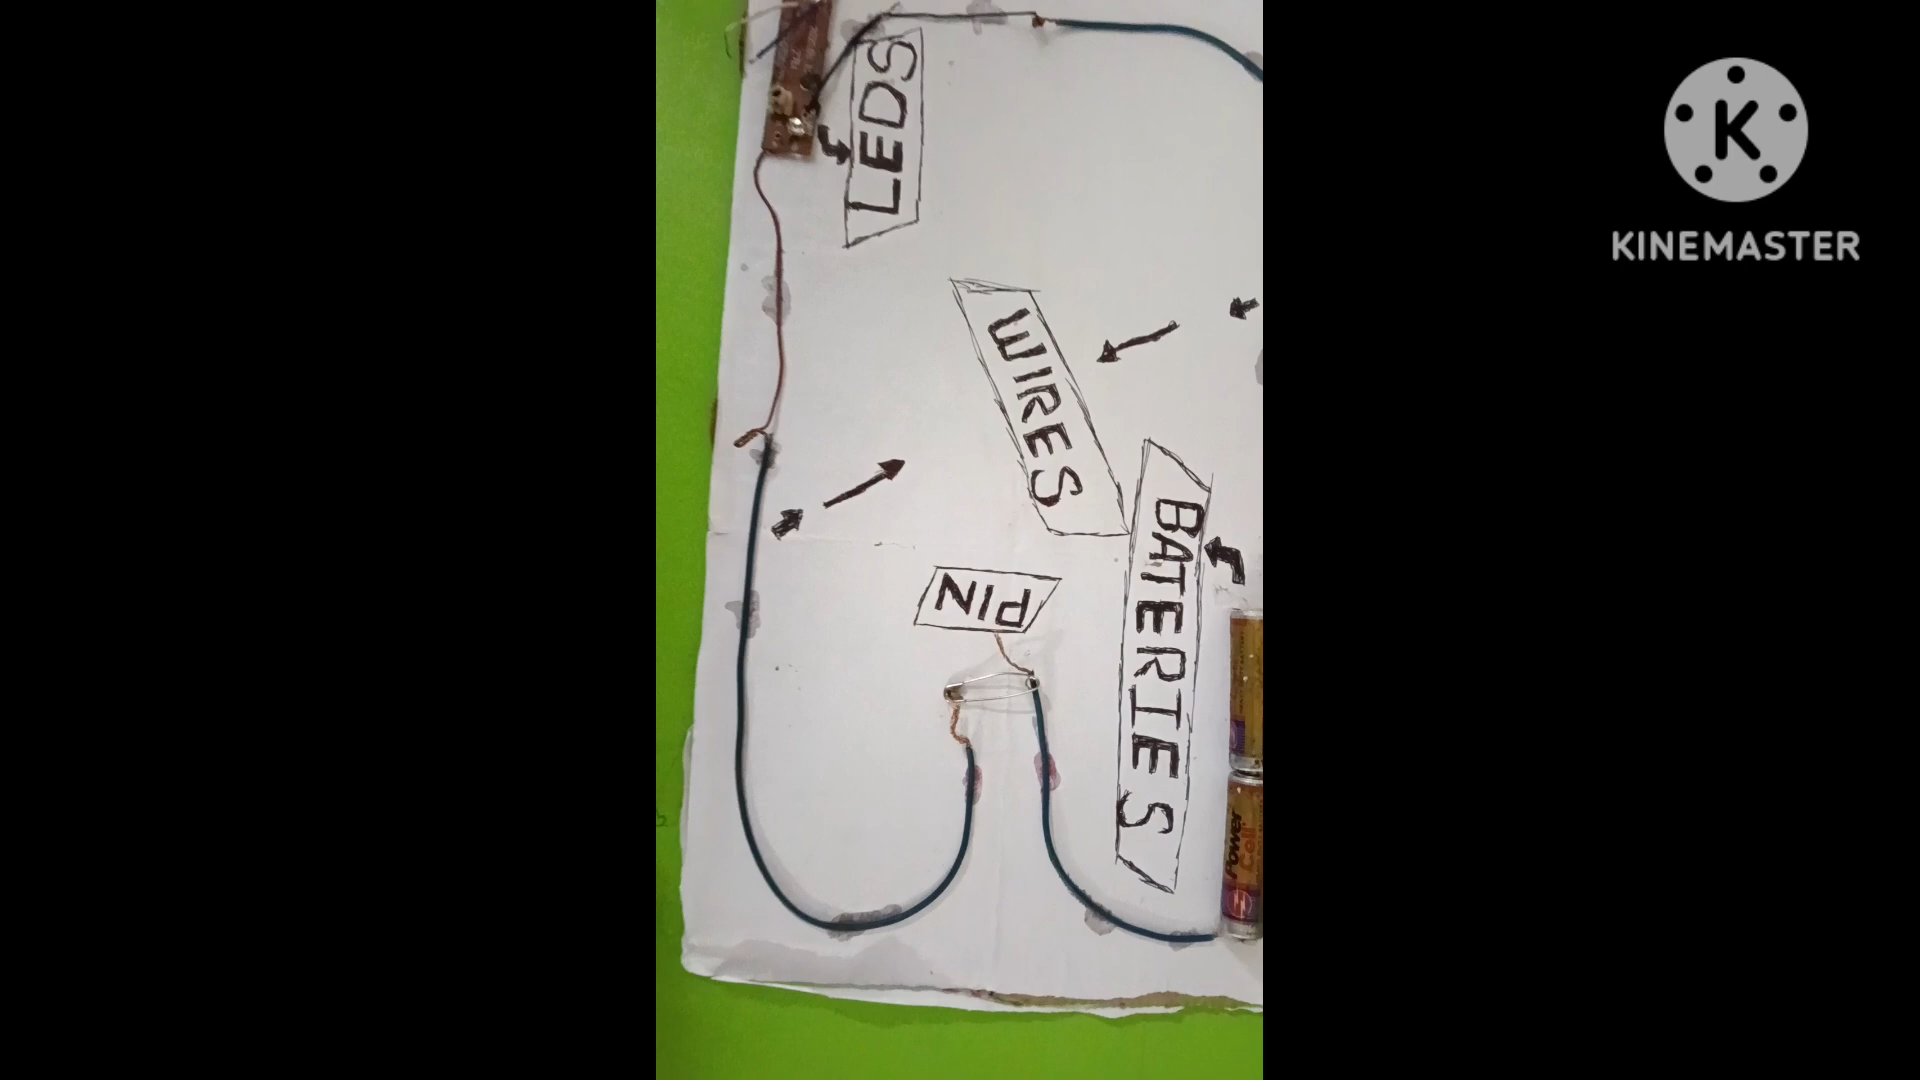 LEDS
WIRES
BATERIES
PIN
Power
Cell
K
KINEMASTER